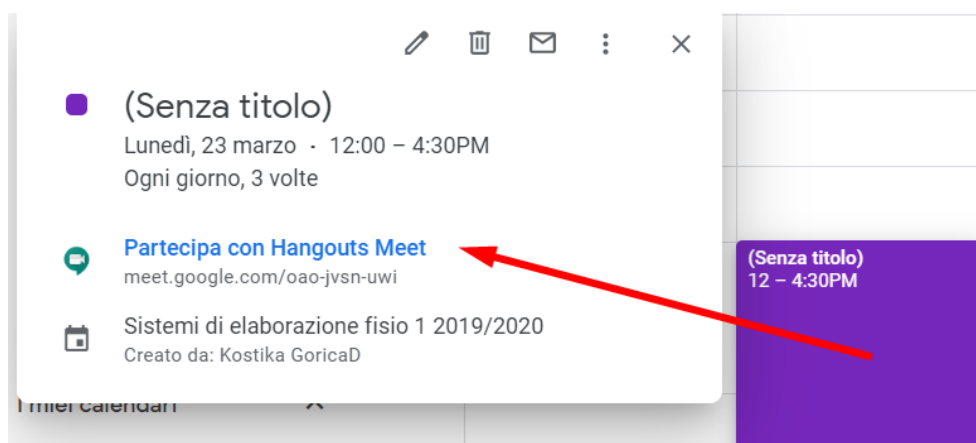 (Senza titolo)
Lunedì, 23 marzo · 12:00 – 4:30PM
Ogni giorno, 3 volte
Partecipa con Hangouts Meet
meet.google.com/oao-jvsn-uwi
Sistemi di elaborazione fisio 1 2019/2020
Creato da: Kostika GoricaD
I miei calendari
(Senza titolo)
12 – 4:30PM